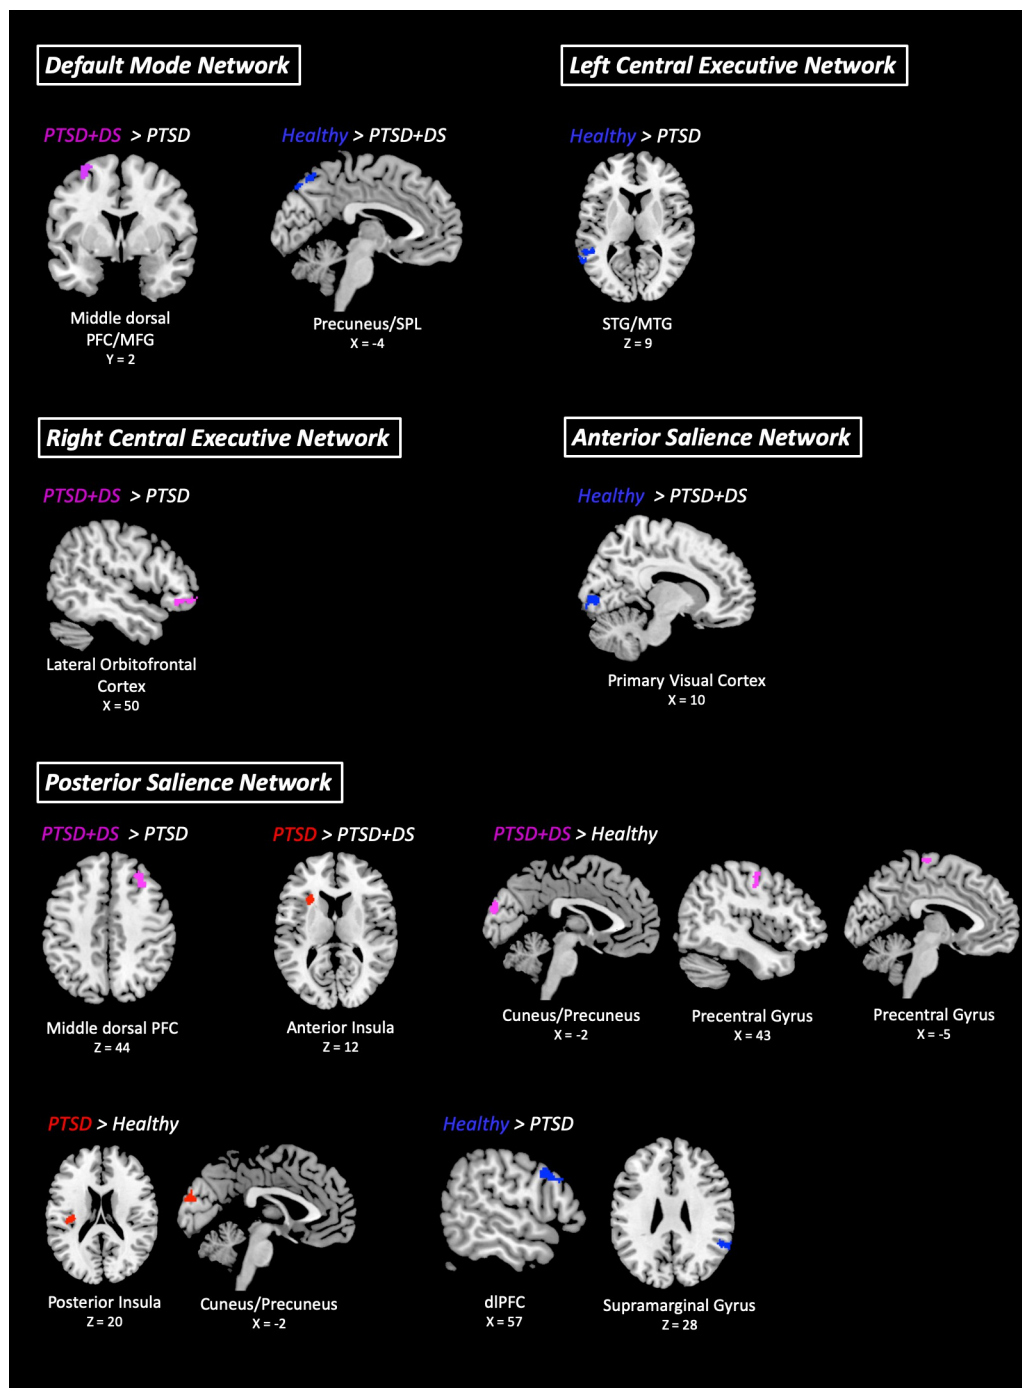 Default Mode Network
PTSD+DS > PTSD
Middle dorsal
PFC/MFG
Y = 2
Healthy > PTSD+DS
Precuneus/SPL
X = -4
Left Central Executive Network
Healthy > PTSD
STG/MTG
Z = 9
Right Central Executive Network
PTSD+DS > PTSD
Lateral Orbitofrontal
Cortex
X = 50
Anterior Salience Network
Healthy > PTSD+DS
Primary Visual Cortex
X = 10
Posterior Salience Network
PTSD+DS > PTSD
Middle dorsal PFC
Z = 44
PTSD > PTSD+DS
Anterior Insula
Z = 12
PTSD+DS > Healthy
Cuneus/Precuneus
X = -2
Precentral Gyrus
X = 43
Precentral Gyrus
X = -5
PTSD > Healthy
Posterior Insula
Z = 20
Cuneus/Precuneus
X = -2
Healthy > PTSD
dlPFC
X = 57
Supramarginal Gyrus
Z = 28